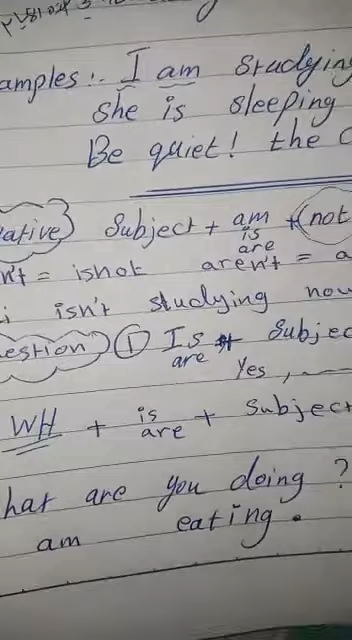 amples:. I am studying
she is sleeping
Be quiet! the
ative) Subject + am + (not
is
are
n't = is not aren't = a
isn't studying now
estion) ① Is + Subjec
are
Yes, ——
WH + is + Subject
are
hat are you doing ?
am eating.